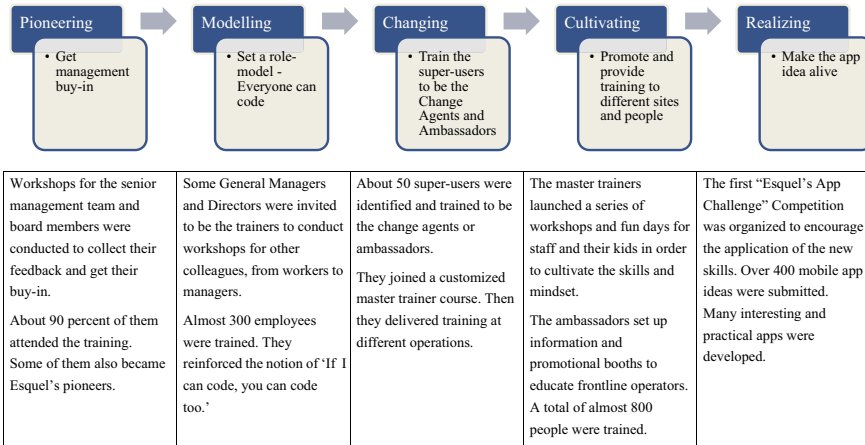 Pioneering
Modelling
Changing
Cultivating
Realizing
• Get
management
buy-in
• Set a role-
model -
Everyone can
code
• Train the
super-users
to be the
Change
Agents and
Ambassadors
• Promote and
provide
training to
different sites
and people
• Make the app
idea alive
Workshops for the senior
management team and
board members were
conducted to collect their
feedback and get their
buy-in.
About 90 percent of them
attended the training.
Some of them also became
Esquel’s pioneers.
Some General Managers
and Directors were invited
to be the trainers to conduct
workshops for other
colleagues, from workers to
managers.
Almost 300 employees
were trained. They
reinforced the notion of ‘If I
can code, you can code
too.’
About 50 super-users were
identified and trained to be
the change agents or
ambassadors.
They joined a customized
master trainer course. Then
they delivered training at
different operations.
The master trainers
launched a series of
workshops and fun days for
staff and their kids in order
to cultivate the skills and
mindset.
The ambassadors set up
information and
promotional booths to
educate frontline operators.
A total of almost 800
people were trained.
The first “Esquel’s App
Challenge” Competition
was organized to encourage
the application of the new
skills. Over 400 mobile app
ideas were submitted.
Many interesting and
practical apps were
developed.